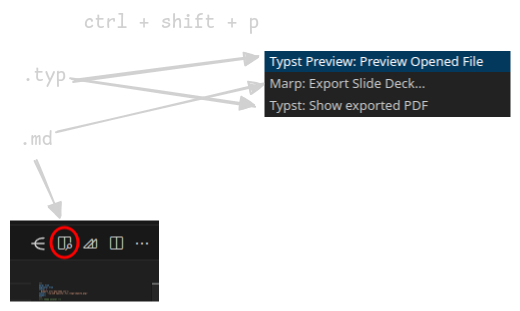 ctrl + shift + p
.typ
Typst Preview: Preview Opened File
Marp: Export Slide Deck...
Typst: Show exported PDF
.md